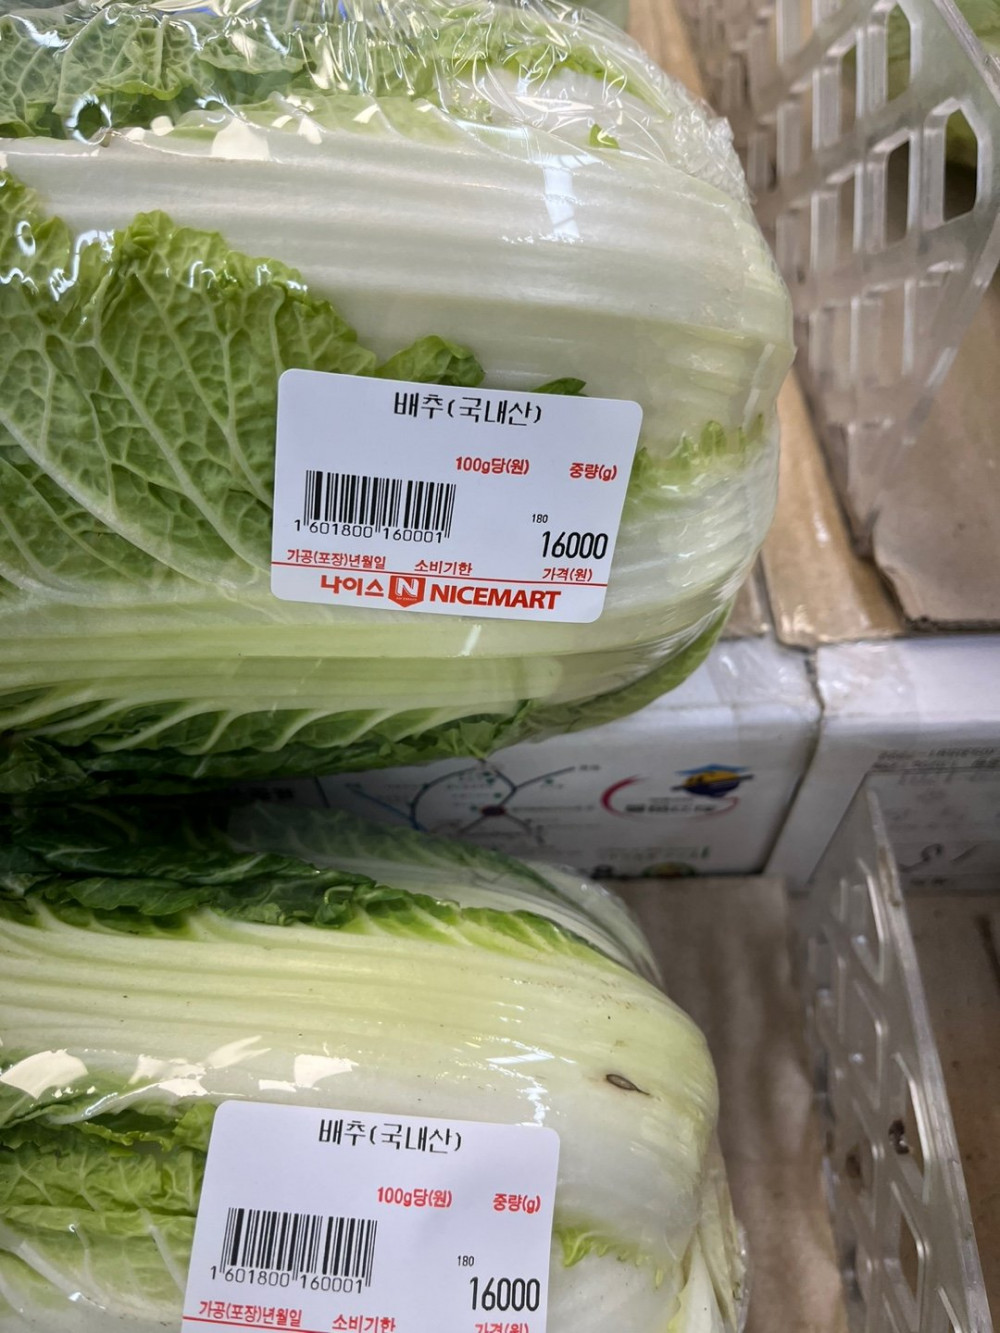 배추(국내산)
100g당(원) 중량(g)
1 601800 160001
180
16000
가공(포장)년월일 소비기한 가격(원)
나이스 N NICEMART
배추(국내산)
100g당(원) 중량(g)
1 601800 160001
180
16000
가공(포장)년월일 소비기한 가격(원)